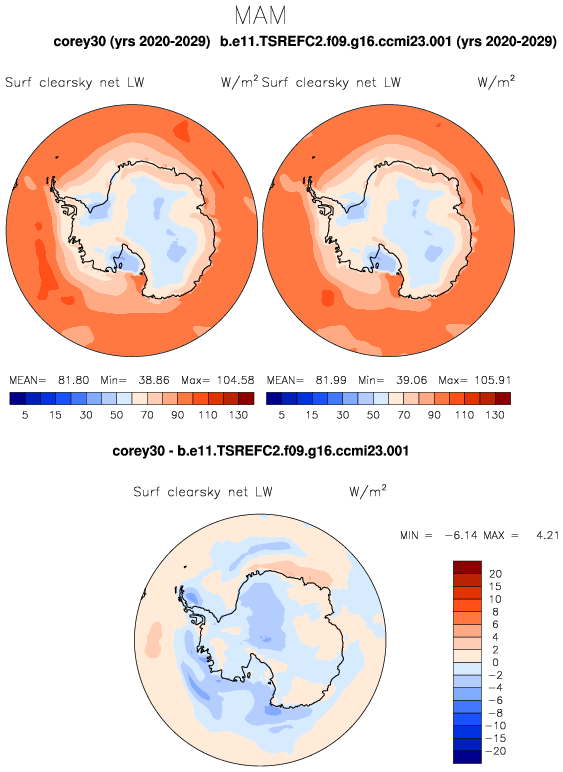 MAM
corey30 (yrs 2020-2029) b.e11.TSREFC2.f09.g16.ccmi23.001 (yrs 2020-2029)
Surf clearsky net LW W/m² Surf clearsky net LW W/m²
MEAN= 81.80 Min= 38.86 Max= 104.58 MEAN= 81.99 Min= 39.06 Max= 105.91
5 15 30 50 70 90 110 130 5 15 30 50 70 90 110 130
corey30 - b.e11.TSREFC2.f09.g16.ccmi23.001
Surf clearsky net LW W/m²
MIN = -6.14 MAX = 4.21
20
15
10
8
6
4
2
0
-2
-4
-6
-8
-10
-15
-20